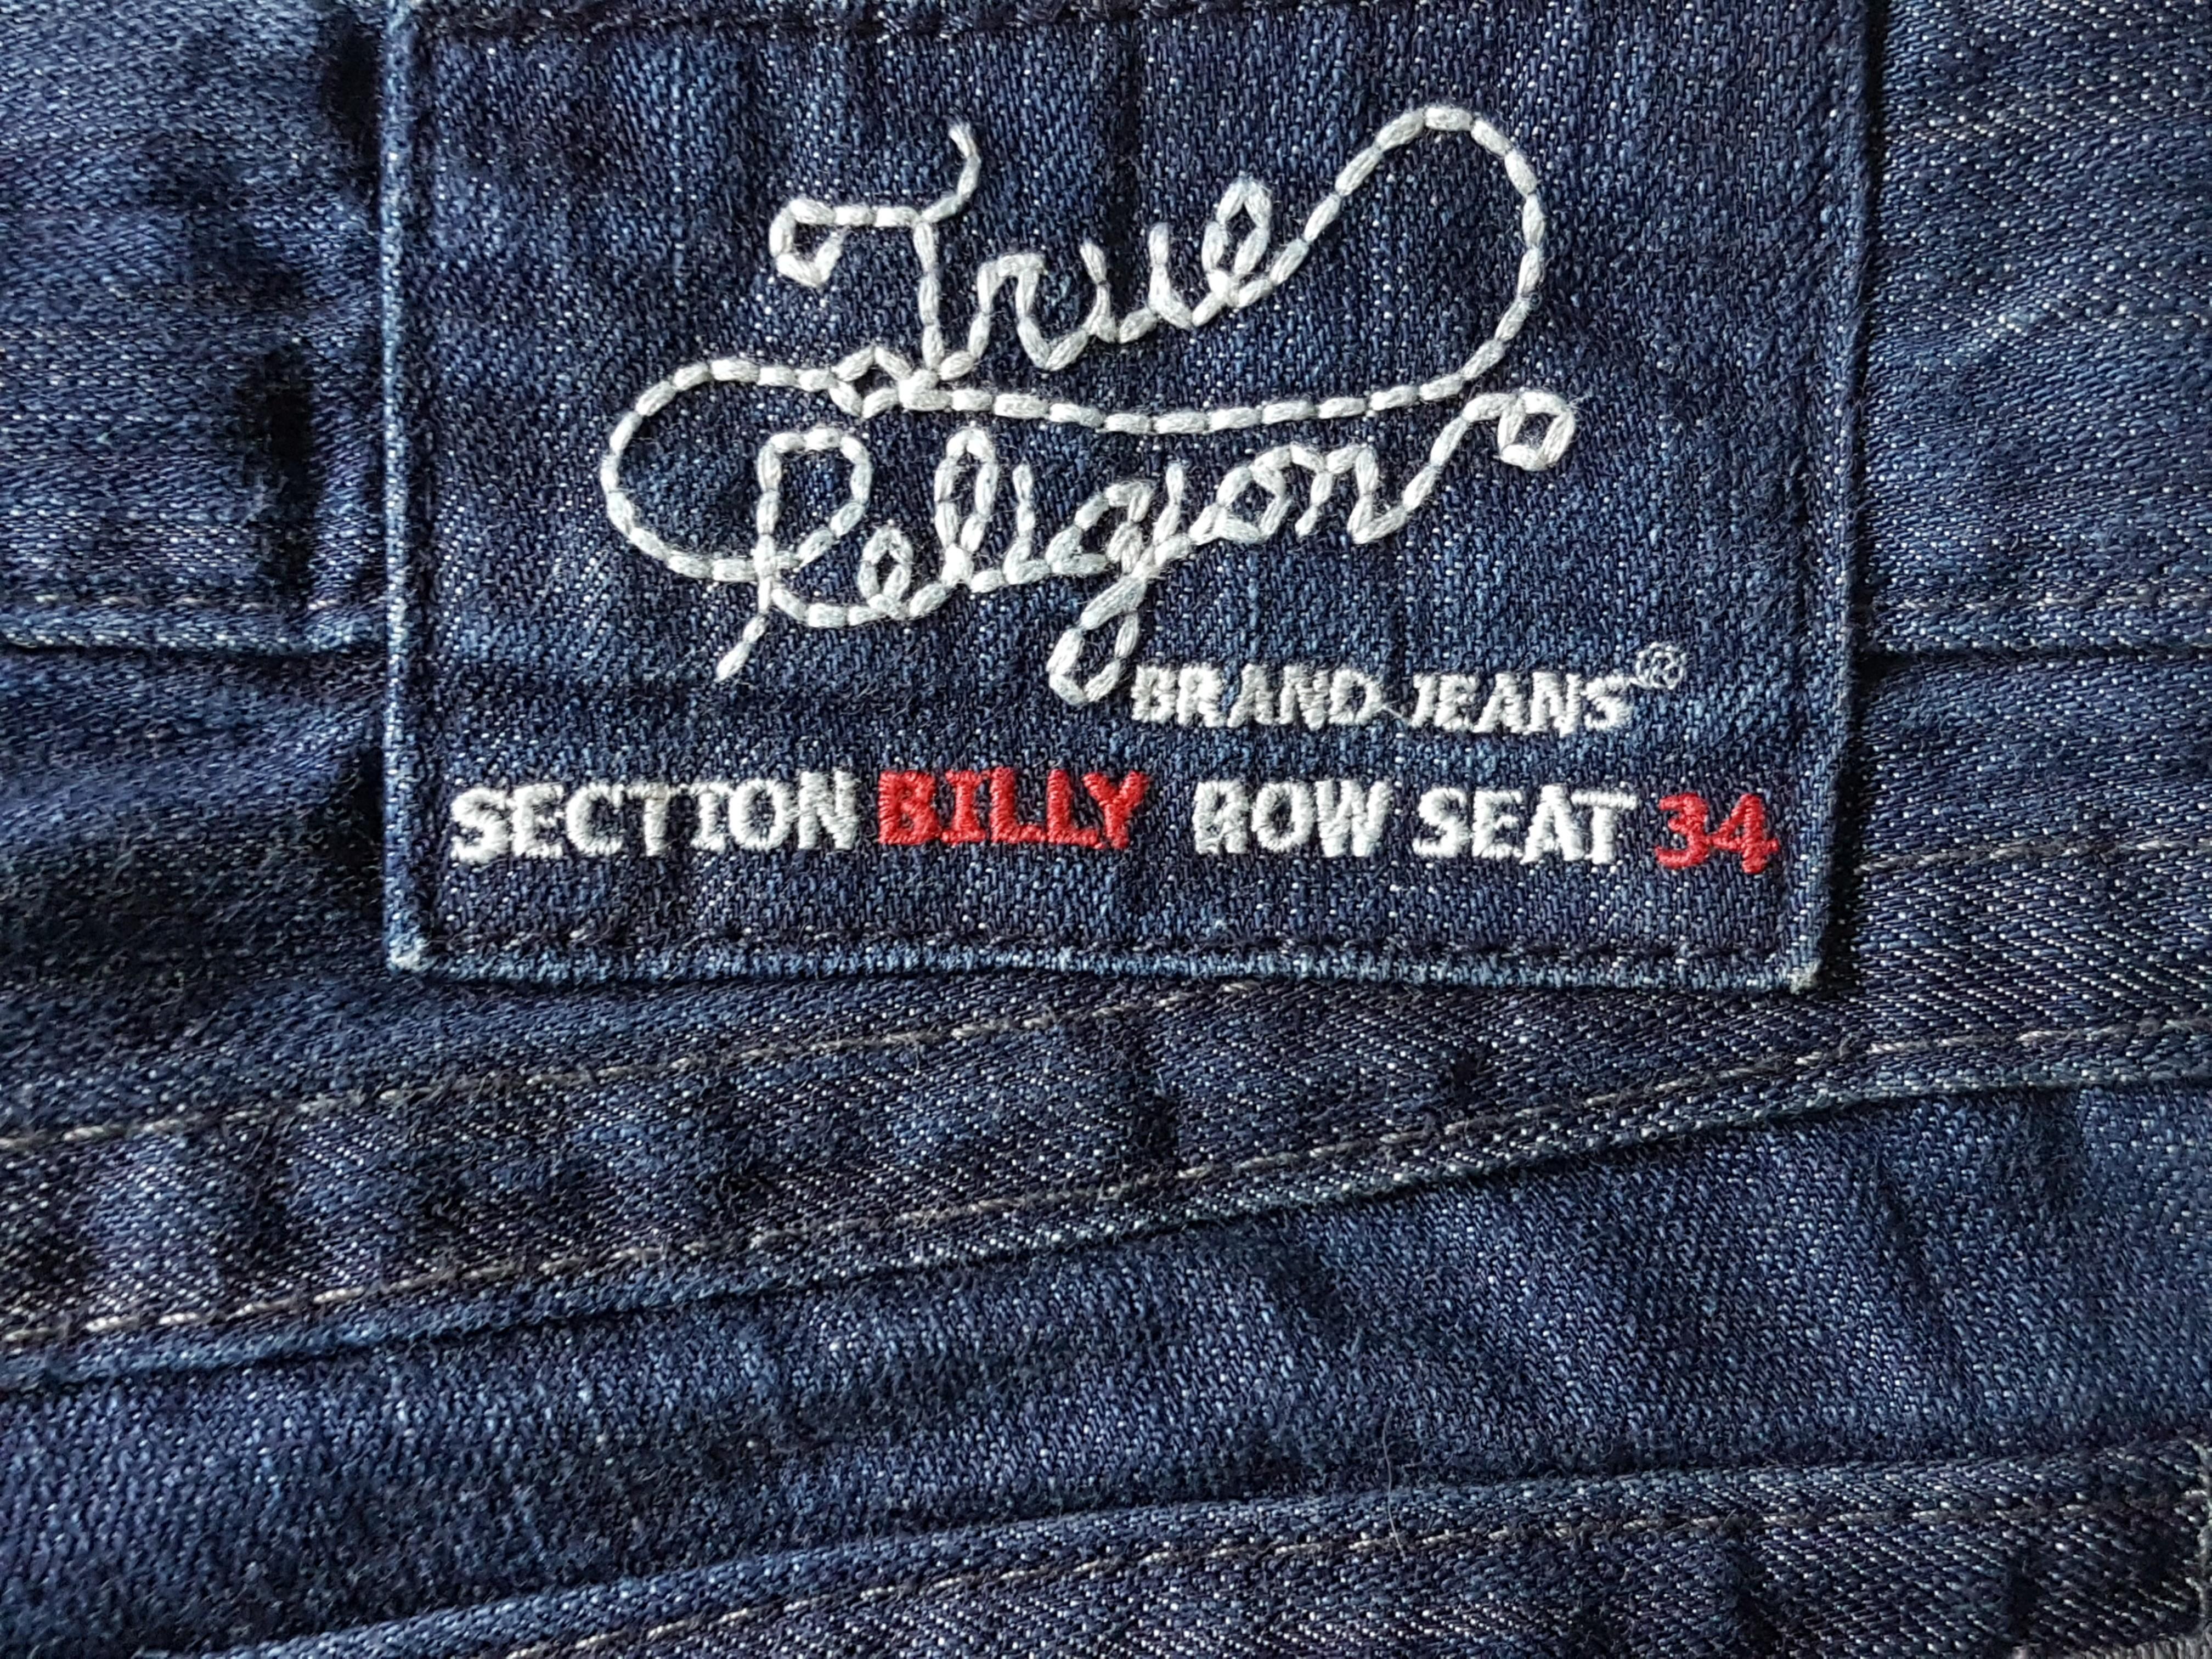 True
Religion
BRAND JEANS®
SECTION BILLY ROW SEAT 34